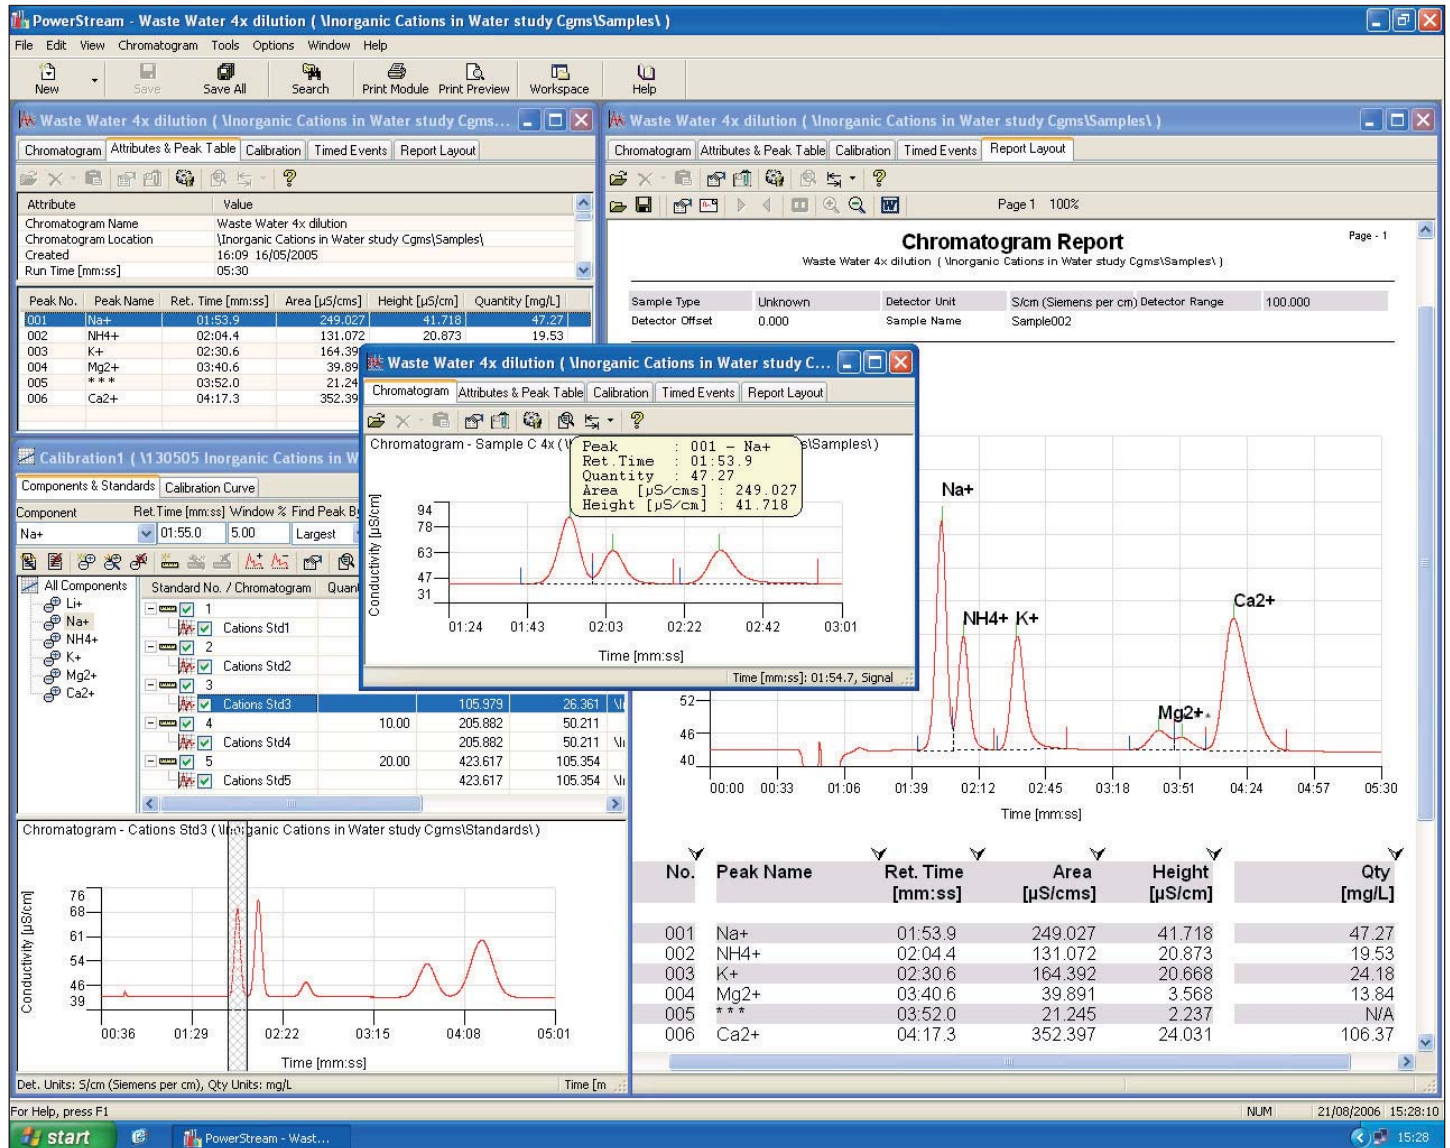 PowerStream - Waste Water 4x dilution ( \Inorganic Cations in Water study Cgms\Samples\ )
File Edit View Chromatogram Tools Options Window Help
New Save Save All Search Print Module Print Preview Workspace Help
Waste Water 4x dilution ( \Inorganic Cations in Water study Cgms...
Chromatogram Attributes & Peak Table Calibration Timed Events Report Layout
Attribute Value
Chromatogram Name Waste Water 4x dilution
Chromatogram Location \Inorganic Cations in Water study Cgms\Samples\
Created 16:09 16/05/2005
Run Time [mm:ss] 05:30
Peak No. Peak Name Ret. Time [mm:ss] Area [µS/cms] Height [µS/cm] Quantity [mg/L]
001 Na+ 01:53.9 249.027 41.718 47.27
002 NH4+ 02:04.4 131.072 20.873 19.53
003 K+ 02:30.6 164.39
004 Mg2+ 03:40.6 39.89
005 * * * 03:52.0 21.24
006 Ca2+ 04:17.3 352.39
Calibration1 ( \130505 Inorganic Cations in W
Components & Standards Calibration Curve
Component Ret.Time [mm:ss] Window % Find Peak B
Na+ 01:55.0 5.00 Largest
All Components
Li+
Na+
NH4+
K+
Mg2+
Ca2+
Standard No. / Chromatogram Quant
1
Cations Std1
2
Cations Std2
3
Cations Std3 105.979 26.361
4 10.00 205.882 50.211
Cations Std4 205.882 50.211
5 20.00 423.617 105.354
Cations Std5 423.617 105.354
Chromatogram - Cations Std3 ( \Inorganic Cations in Water study Cgms\Standards\ )
Conductivity [µS/cm]
76
68
61
54
46
39
00:36 01:29 02:22 03:15 04:08 05:01
Time [mm:ss]
Det. Units: S/cm (Siemens per cm), Qty Units: mg/L Time [m
Waste Water 4x dilution ( \Inorganic Cations in Water study C...
Chromatogram Attributes & Peak Table Calibration Timed Events Report Layout
Chromatogram - Sample C 4x ( \ s\Samples\ )
Peak : 001 - Na+
Ret.Time : 01:53.9
Quantity : 47.27
Area [µS/cms] : 249.027
Height [µS/cm] : 41.718
Conductivity [µS/cm]
94
78
63
47
31
01:24 01:43 02:03 02:22 02:42 03:01
Time [mm:ss]
Time [mm:ss]: 01:54.7, Signal
Waste Water 4x dilution ( \Inorganic Cations in Water study Cgms\Samples\ )
Chromatogram Attributes & Peak Table Calibration Timed Events Report Layout
W Page 1 100%
Chromatogram Report
Page - 1
Waste Water 4x dilution ( \Inorganic Cations in Water study Cgms\Samples\ )
Sample Type Unknown Detector Unit S/cm (Siemens per cm) Detector Range 100.000
Detector Offset 0.000 Sample Name Sample002
Na+
NH4+ K+
Ca2+
Mg2+ *
52
46
40
00:00 00:33 01:06 01:39 02:12 02:45 03:18 03:51 04:24 04:57 05:30
Time [mm:ss]
No. Peak Name Ret. Time Area Height Qty
[mm:ss] [µS/cms] [µS/cm] [mg/L]
001 Na+ 01:53.9 249.027 41.718 47.27
002 NH4+ 02:04.4 131.072 20.873 19.53
003 K+ 02:30.6 164.392 20.668 24.18
004 Mg2+ 03:40.6 39.891 3.568 13.84
005 * * * 03:52.0 21.245 2.237 N/A
006 Ca2+ 04:17.3 352.397 24.031 106.37
For Help, press F1 NUM 21/08/2006 15:28:10
start PowerStream - Wast... 15:28